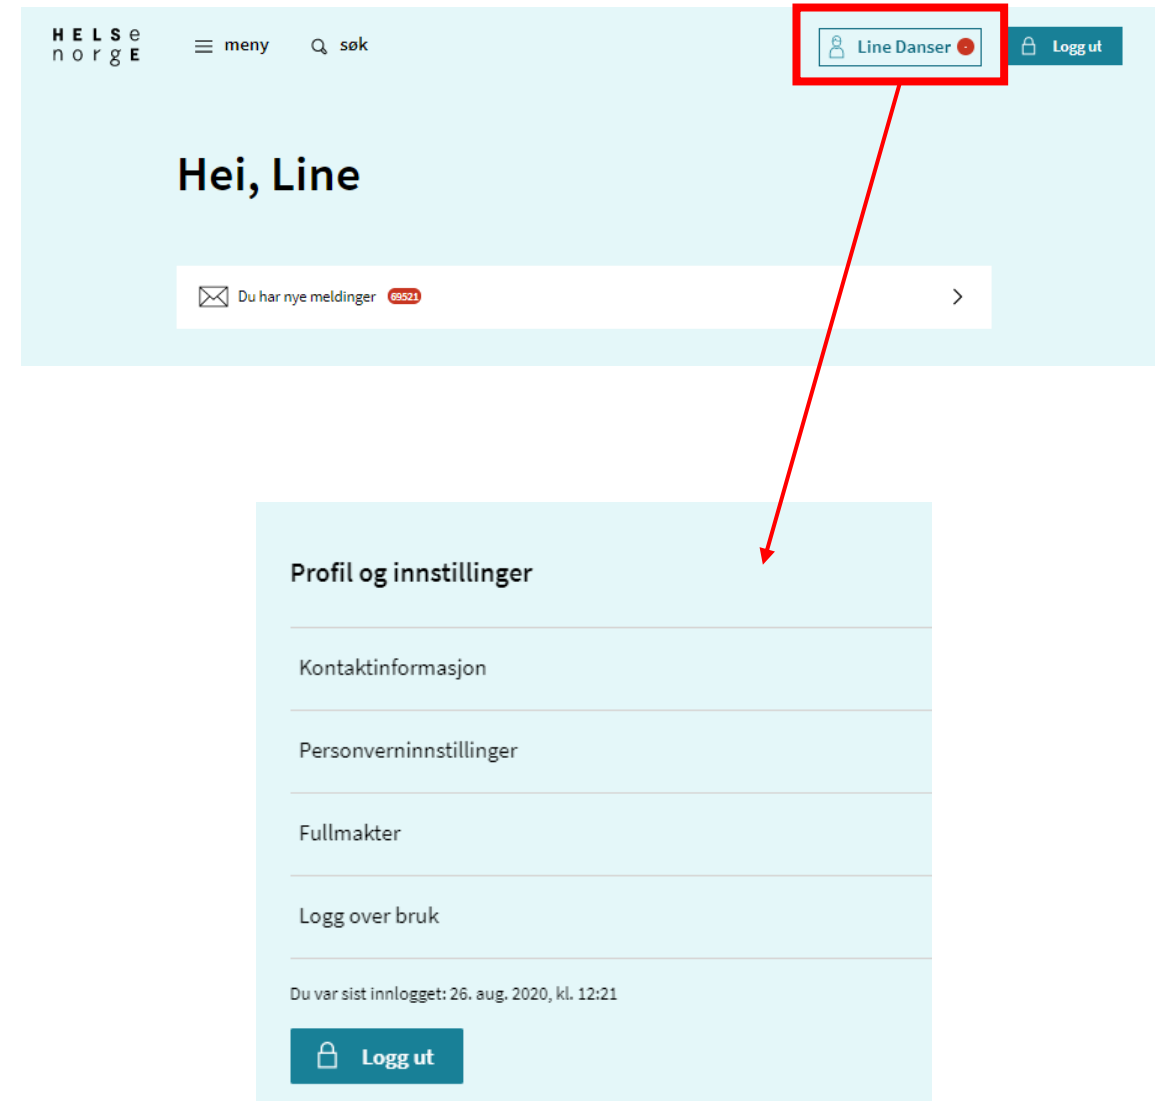 HELSe
norgE
meny
søk
Line Danser
Logg ut
Hei, Line
Du har nye meldinger 69521
Profil og innstillinger
Kontaktinformasjon
Personverninnstillinger
Fullmakter
Logg over bruk
Du var sist innlogget: 26. aug. 2020, kl. 12:21
Logg ut